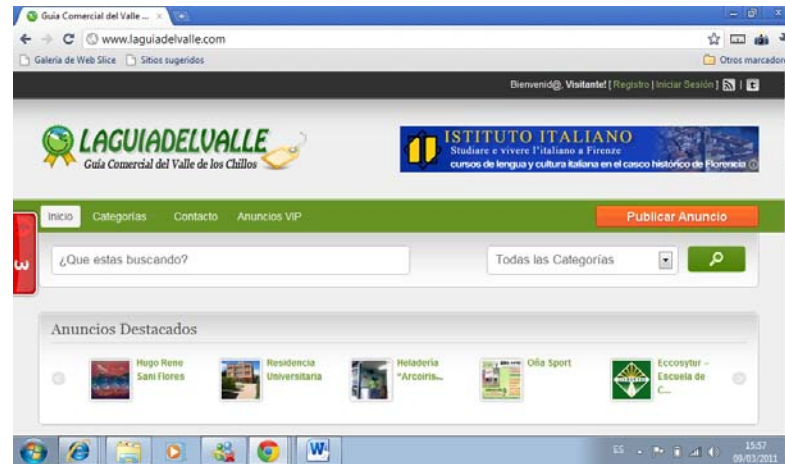 Guia Comercial del Valle ...
www.laguiadelvalle.com
Galería de Web Slice
Sitios sugeridos
Otros marcador
Bienvenid@, Visitante! [ Registro | Iniciar Sesión ] | t
LAGUIADELVALLE
Guía Comercial del Valle de los Chillos
ISTITUTO ITALIANO
Studiare e vivere l'italiano a Firenze
cursos de lengua y cultura italiana en el casco histórico de Florencia
Inicio
Categorías
Contacto
Anuncios VIP
Publicar Anuncio
3
¿Que estas buscando?
Todas las Categorías
Anuncios Destacados
Hugo Rene
Sani Flores
Residencia
Universitaria
Heladería
"Arcoiris...
Oña Sport
Eccosytur –
Escuela de
C...
W
ES
15:57
09/03/2011